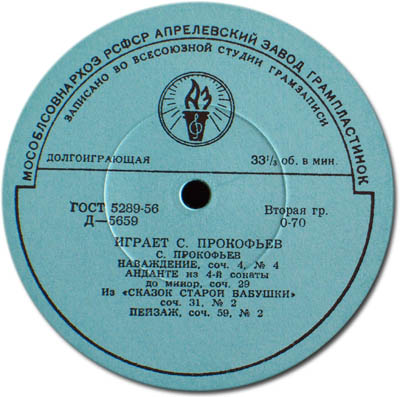 МОСОБЛСОВНАРХОЗ РСФСР АПРЕЛЕВСКИЙ ЗАВОД ГРАМПЛАСТИНОК
ЗАПИСАНО ВО ВСЕСОЮЗНОЙ СТУДИИ ГРАМЗАПИСИ
АЗ
ДОЛГОИГРАЮЩАЯ 33⅓ об. в мин.
ГОСТ 5289-56 Вторая гр.
Д—5659 0-70
ИГРАЕТ С. ПРОКОФЬЕВ
С. ПРОКОФЬЕВ
НАВАЖДЕНИЕ, соч. 4, № 4
АНДАНТЕ из 4-й сонаты
до минор, соч. 29
Из «СКАЗОК СТАРОЙ БАБУШКИ»
соч. 31, № 2
ПЕЙЗАЖ, соч. 59, № 2